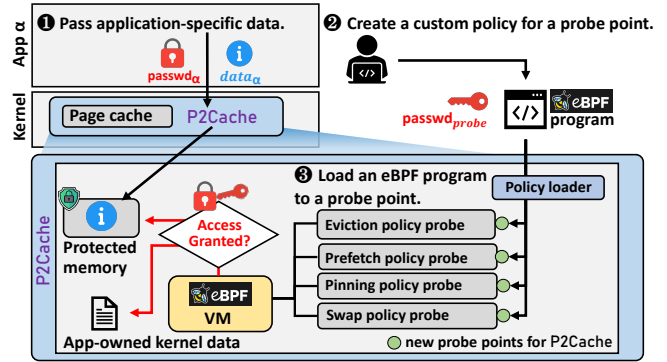 ❶ Pass application-specific data.
❷ Create a custom policy for a probe point.
App α
passwdα
dataα
i
</>
Kernel
Page cache
P2Cache
passwdprobe
</>
eBPF
program
P2Cache
❸ Load an eBPF program
to a probe point.
Policy loader
i
Protected
memory
Access
Granted?
Eviction policy probe
Prefetch policy probe
Pinning policy probe
Swap policy probe
eBPF
VM
App-owned kernel data
new probe points for P2Cache